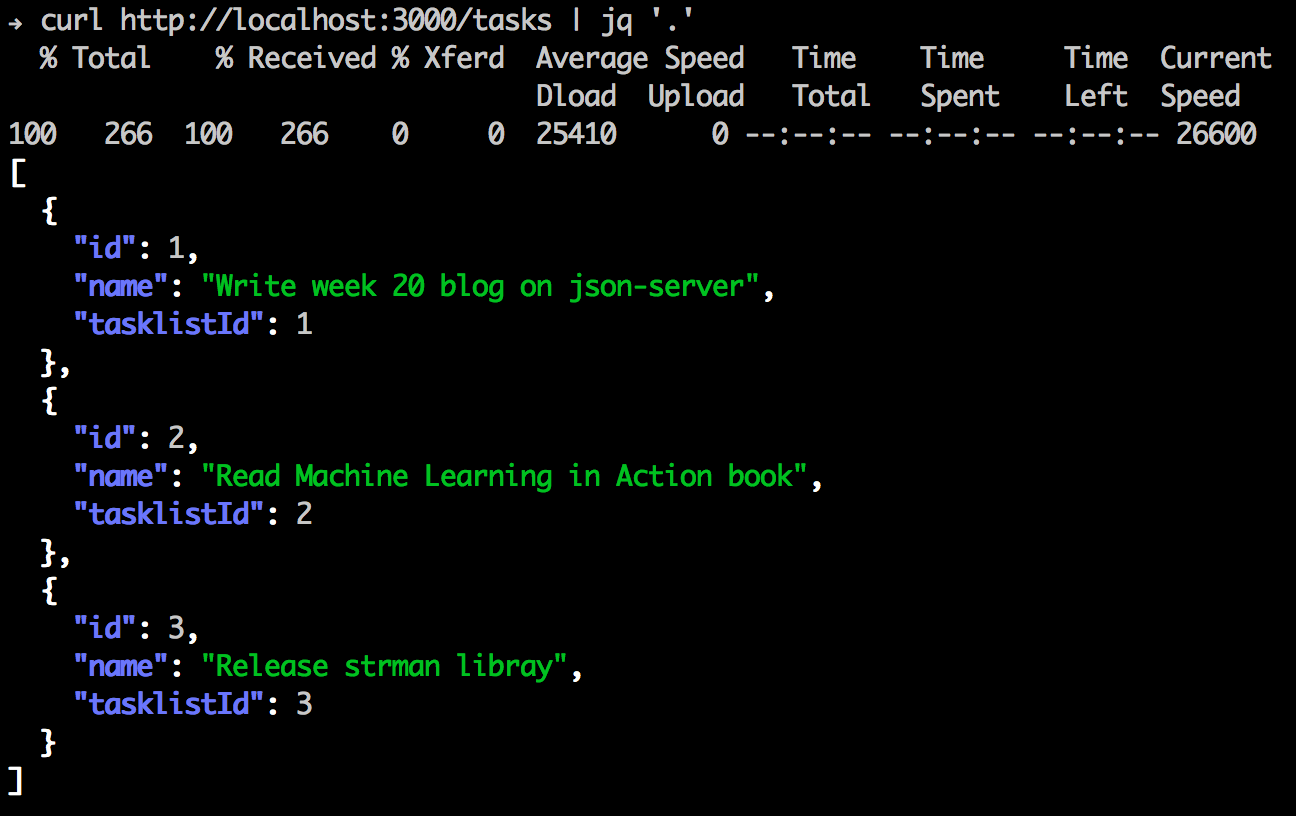 → curl http://localhost:3000/tasks | jq '.'
  % Total    % Received % Xferd  Average Speed   Time    Time     Time  Current
                                 Dload  Upload   Total   Spent    Left  Speed
100   266  100   266    0     0  25410      0 --:--:-- --:--:-- --:--:-- 26600
[
  {
    "id": 1,
    "name": "Write week 20 blog on json-server",
    "tasklistId": 1
  },
  {
    "id": 2,
    "name": "Read Machine Learning in Action book",
    "tasklistId": 2
  },
  {
    "id": 3,
    "name": "Release strman libray",
    "tasklistId": 3
  }
]